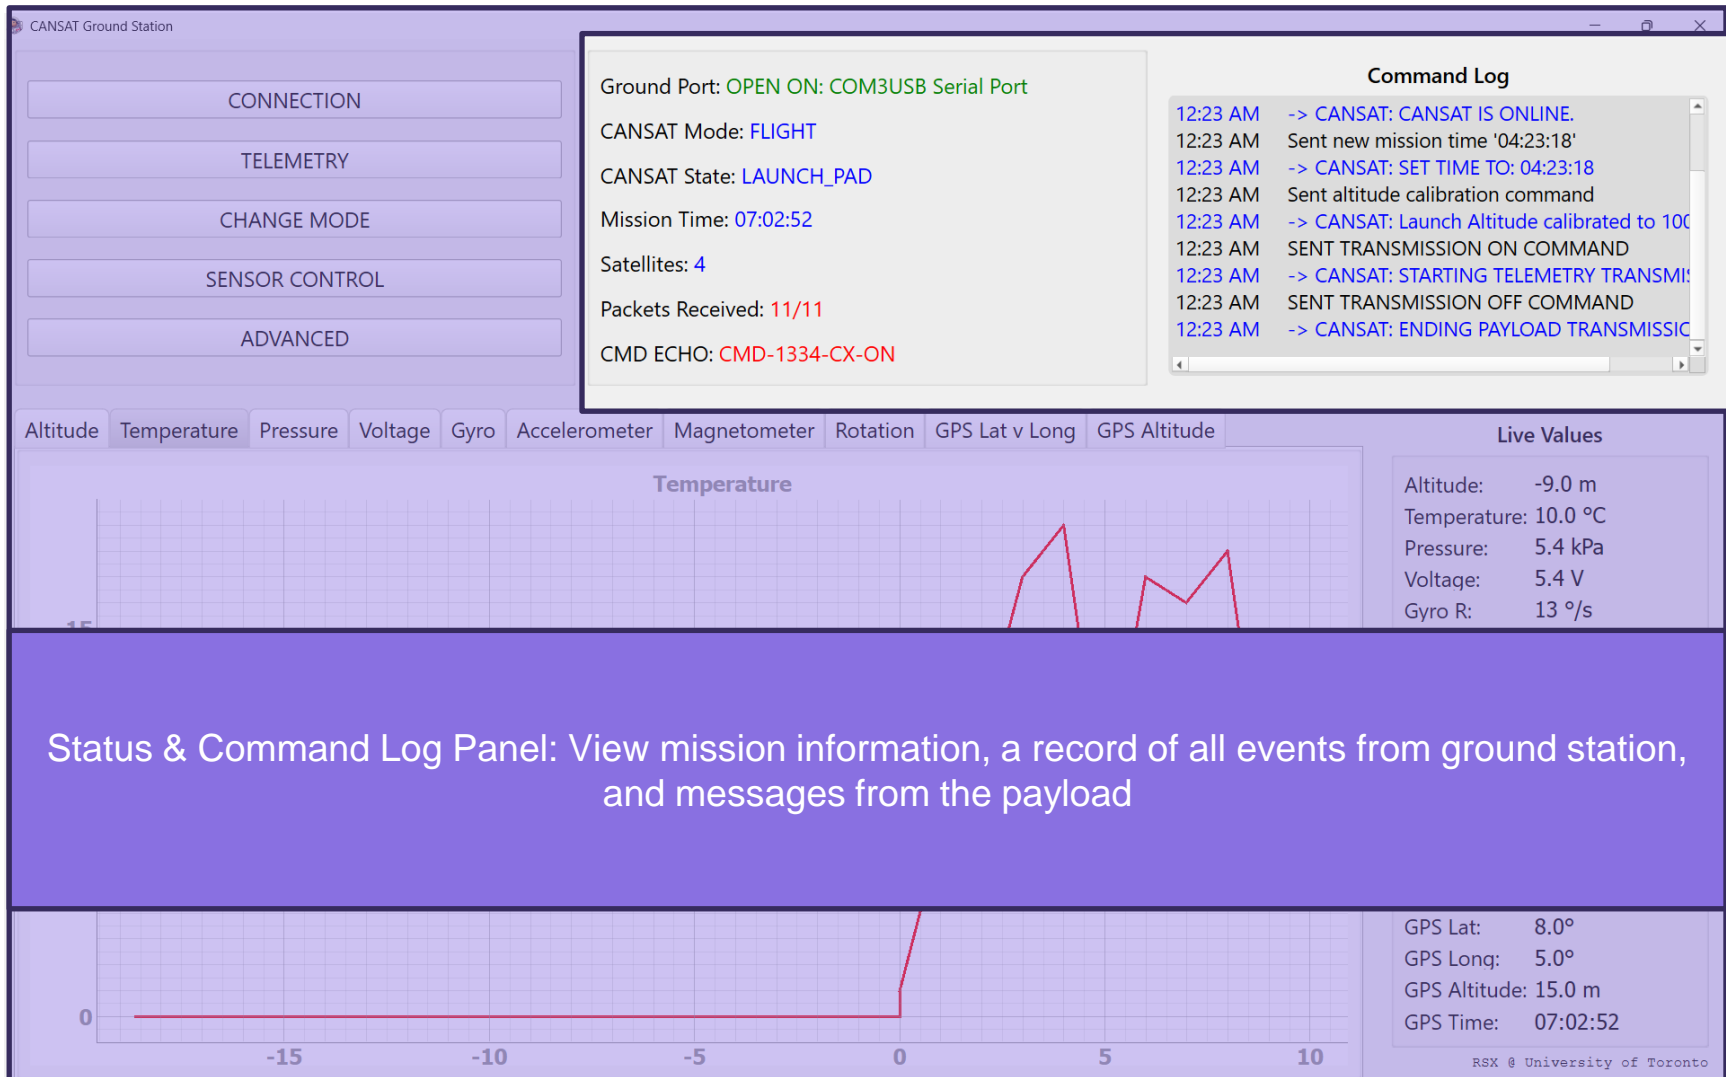 CANSAT Ground Station
CONNECTION
TELEMETRY
CHANGE MODE
SENSOR CONTROL
ADVANCED
Ground Port: OPEN ON: COM3USB Serial Port
CANSAT Mode: FLIGHT
CANSAT State: LAUNCH_PAD
Mission Time: 07:02:52
Satellites: 4
Packets Received: 11/11
CMD ECHO: CMD-1334-CX-ON
Command Log
12:23 AM -> CANSAT: CANSAT IS ONLINE.
12:23 AM Sent new mission time '04:23:18'
12:23 AM -> CANSAT: SET TIME TO: 04:23:18
12:23 AM Sent altitude calibration command
12:23 AM -> CANSAT: Launch Altitude calibrated to 100
12:23 AM SENT TRANSMISSION ON COMMAND
12:23 AM -> CANSAT: STARTING TELEMETRY TRANSMIS
12:23 AM SENT TRANSMISSION OFF COMMAND
12:23 AM -> CANSAT: ENDING PAYLOAD TRANSMISSIC
Altitude Temperature Pressure Voltage Gyro Accelerometer Magnetometer Rotation GPS Lat v Long GPS Altitude
Temperature
15
Live Values
Altitude: -9.0 m
Temperature: 10.0 °C
Pressure: 5.4 kPa
Voltage: 5.4 V
Gyro R: 13 °/s
Status & Command Log Panel: View mission information, a record of all events from ground station,
and messages from the payload
0
-15 -10 -5 0 5 10
GPS Lat: 8.0°
GPS Long: 5.0°
GPS Altitude: 15.0 m
GPS Time: 07:02:52
RSX @ University of Toronto